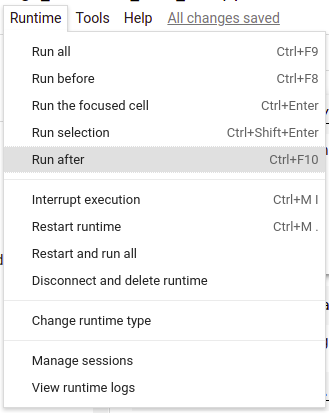 Runtime Tools Help All changes saved
Run all Ctrl+F9
Run before Ctrl+F8
Run the focused cell Ctrl+Enter
Run selection Ctrl+Shift+Enter
Run after Ctrl+F10
Interrupt execution Ctrl+M I
Restart runtime Ctrl+M .
Restart and run all
Disconnect and delete runtime
Change runtime type
Manage sessions
View runtime logs